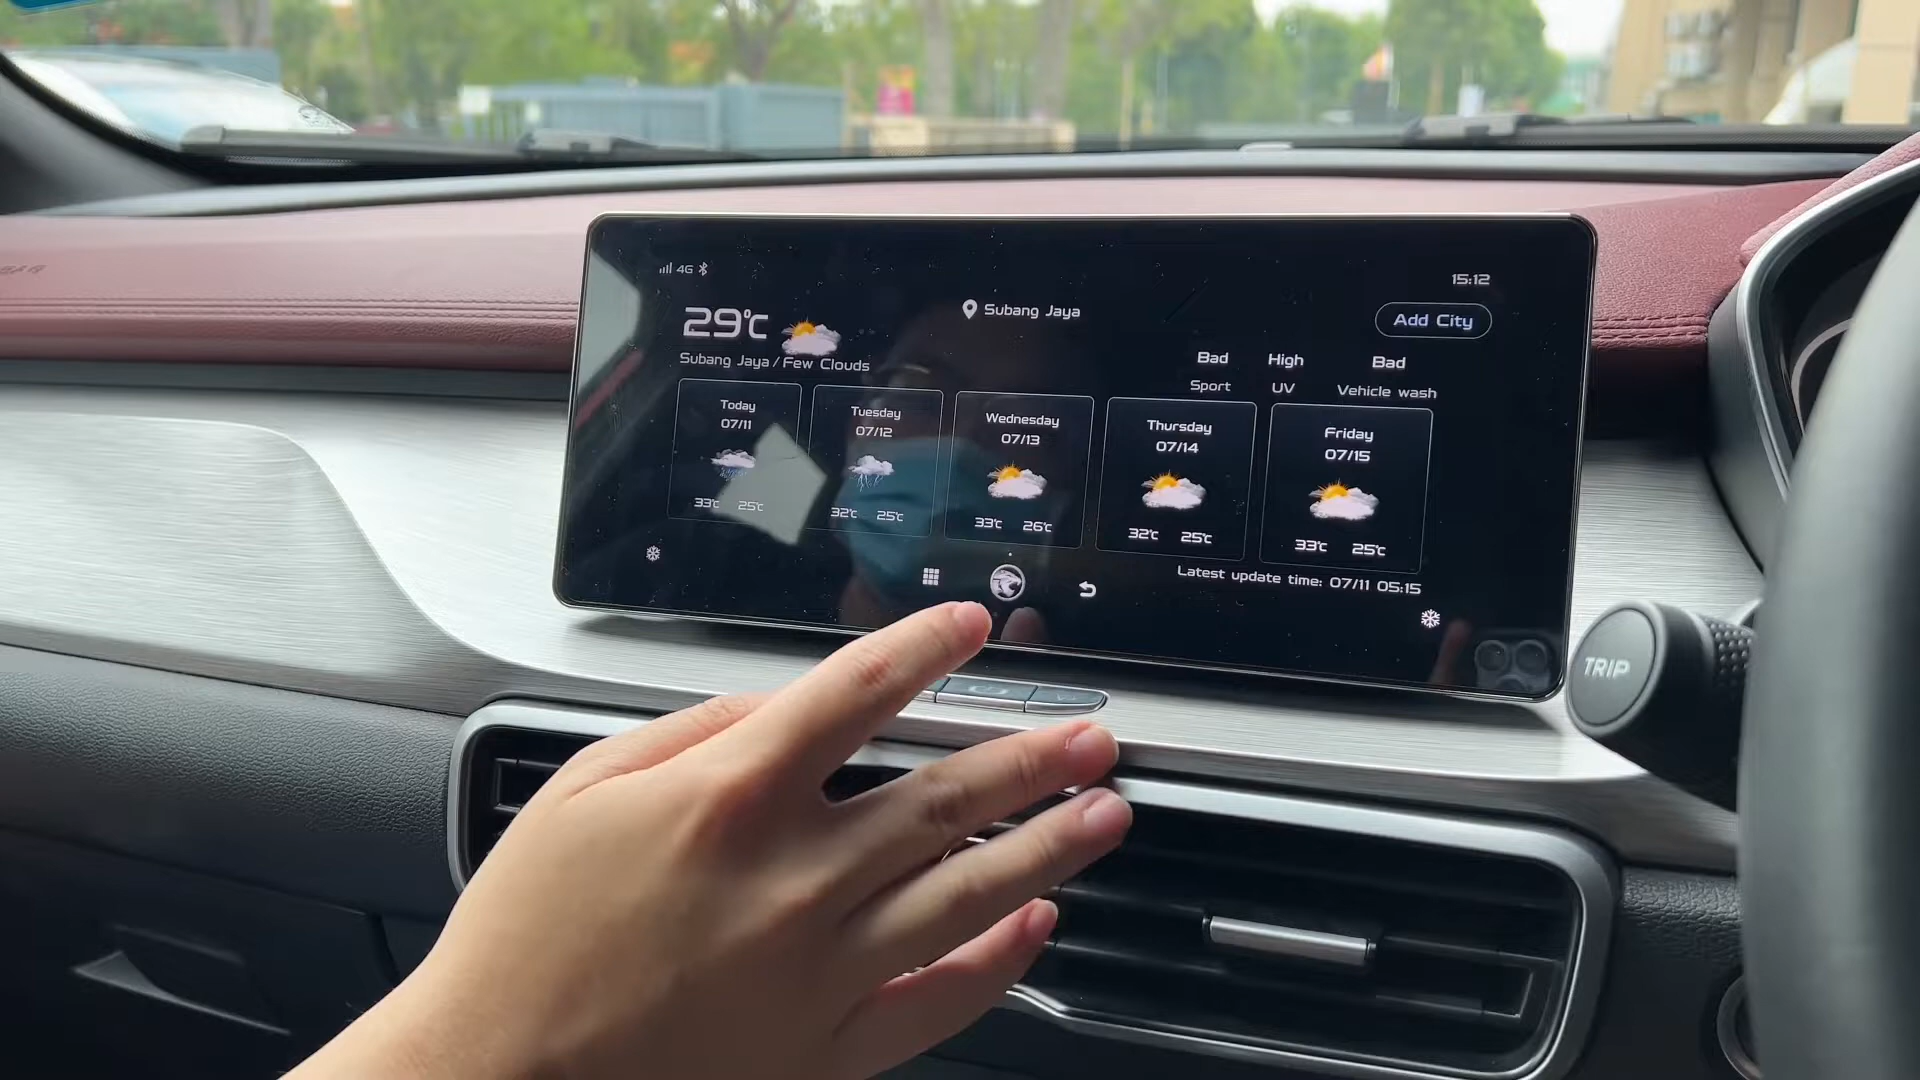 4G
15:12
29°C
Subang Jaya
Add City
Subang Jaya / Few Clouds
Bad
High
Bad
Sport
UV
Vehicle wash
Today
07/11
33°C 25°C
Tuesday
07/12
32°C 25°C
Wednesday
07/13
33°C 26°C
Thursday
07/14
32°C 25°C
Friday
07/15
33°C 25°C
Latest update time: 07/11 05:15
TRIP